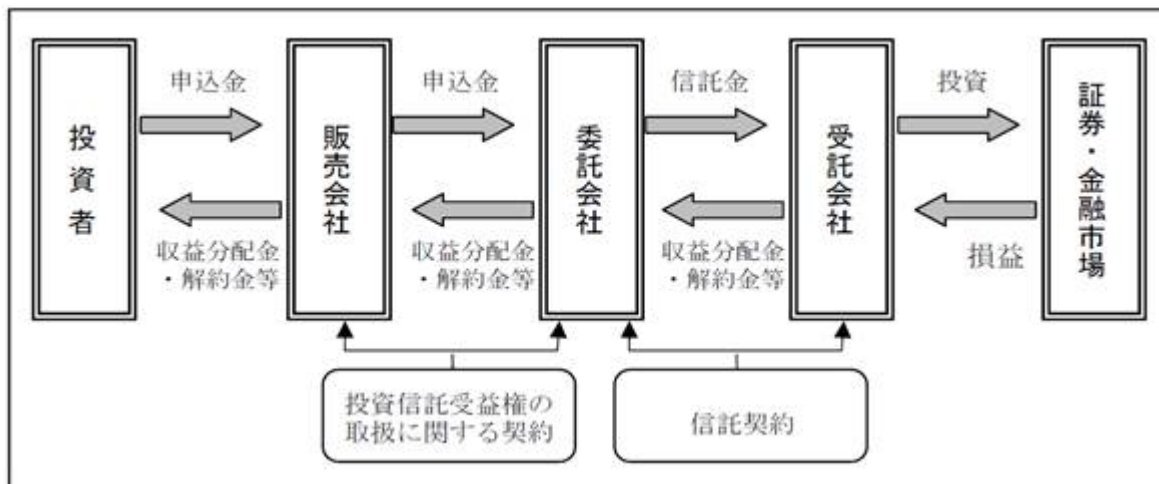 申込金
申込金
信託金
投資
投資者
販売会社
委託会社
受託会社
証券・金融市場
収益分配金
・解約金等
収益分配金
・解約金等
収益分配金
・解約金等
損益
投資信託受益権の
取扱に関する契約
信託契約